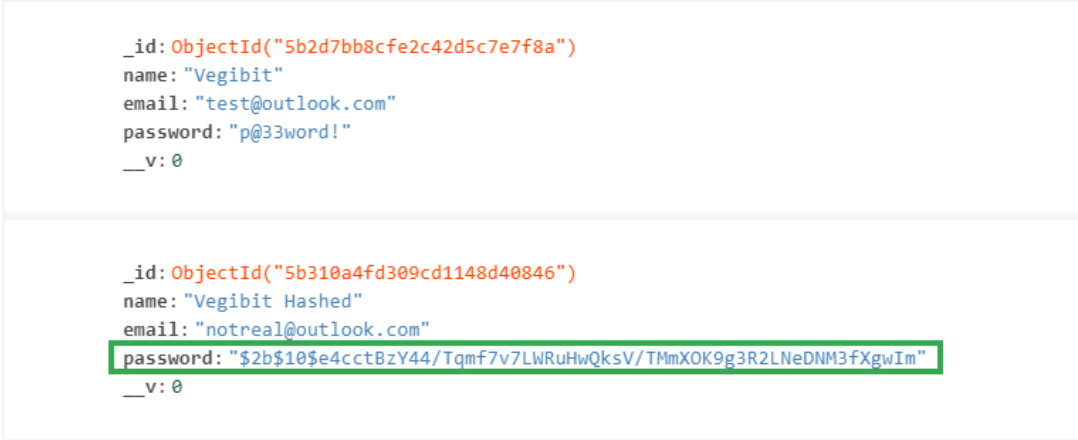 _id: ObjectId("5b2d7bb8cfe2c42d5c7e7f8a")
name: "Vegibit"
email: "test@outlook.com"
password: "p@33word!"
__v: 0
_id: ObjectId("5b310a4fd309cd1148d40846")
name: "Vegibit Hashed"
email: "notreal@outlook.com"
password: "$2b$10$e4cctBzY44/Tqmf7v7LWRuHwQksV/TMmXOK9g3R2LNeDNM3fXgwIm"
__v: 0